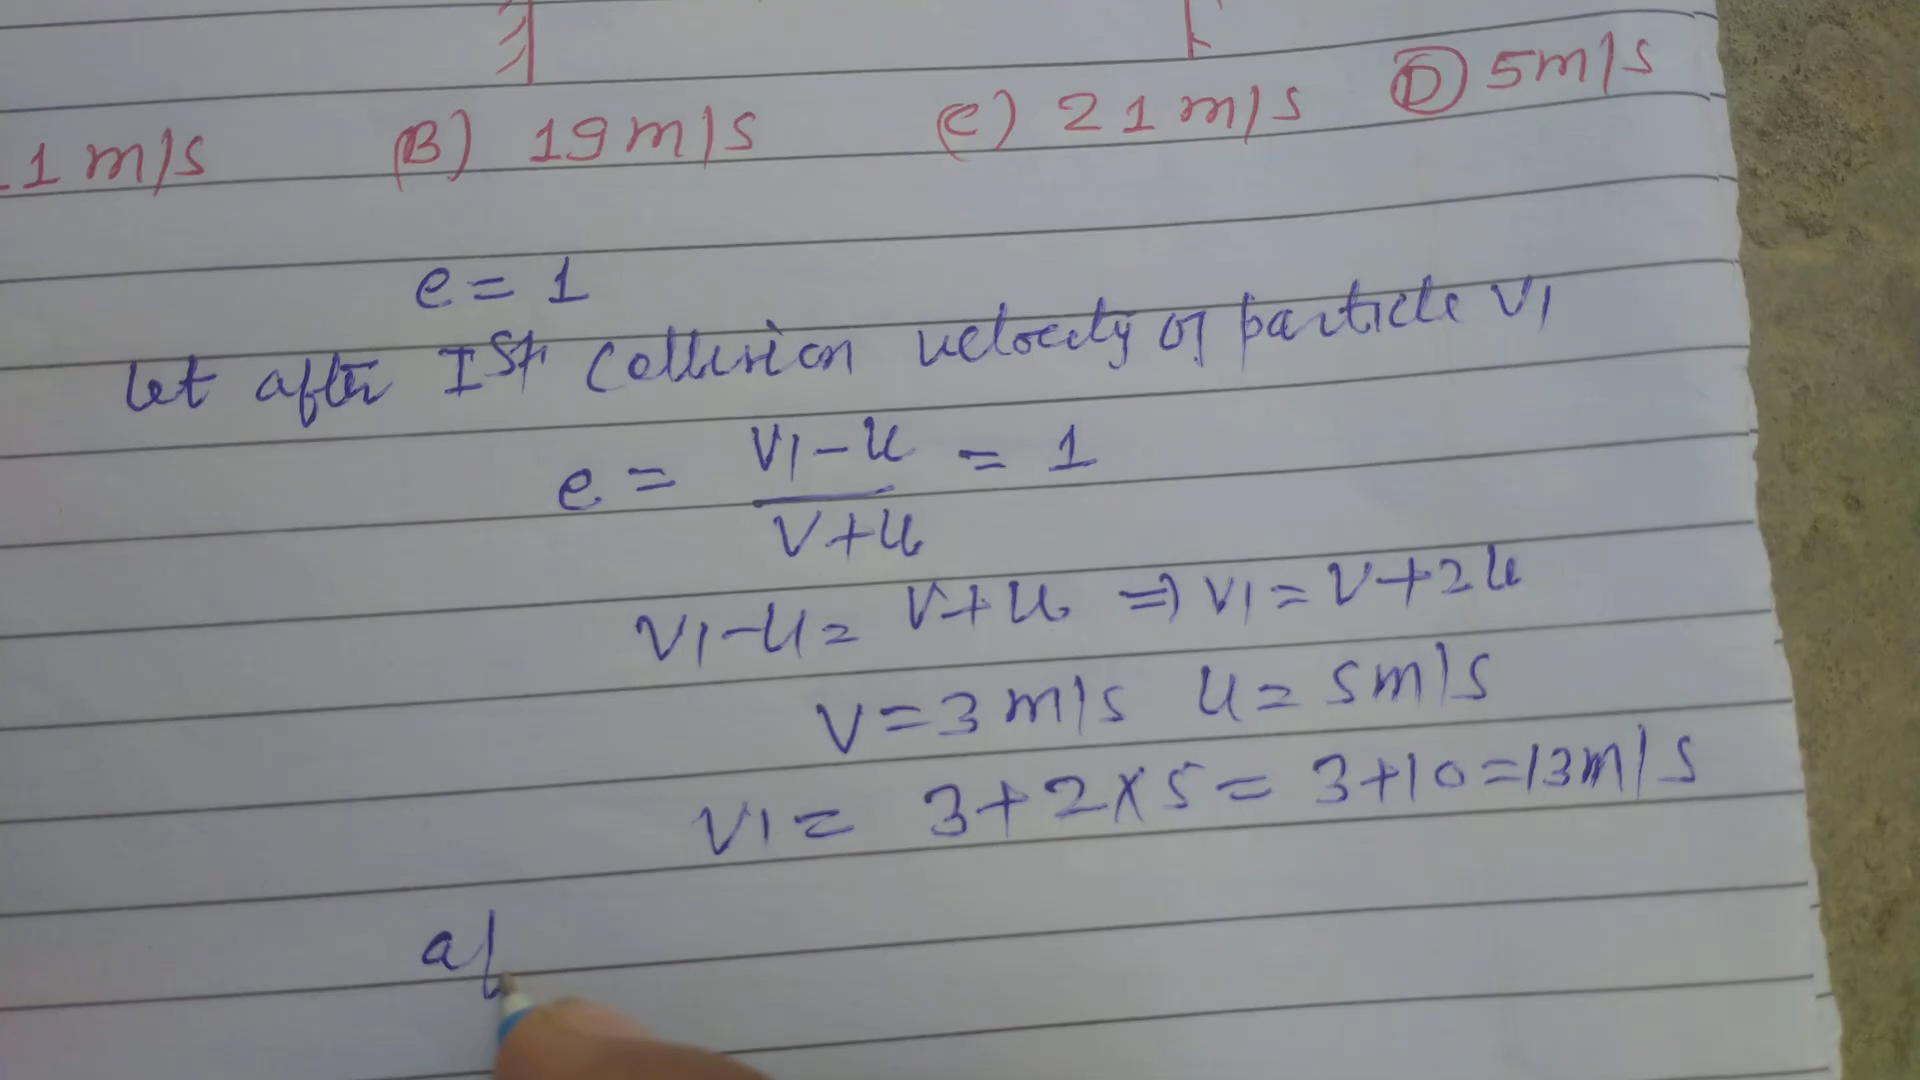 1 m/s (B) 19 m/s (C) 21 m/s (D) 5 m/s
e = 1
let after Ist collision velocity of particle V1
e = (V1 - u) / (V + u) = 1
V1 - u = V + u ⇒ V1 = V + 2u
V = 3 m/s u = 5 m/s
V1 = 3 + 2 × 5 = 3 + 10 = 13 m/s
af